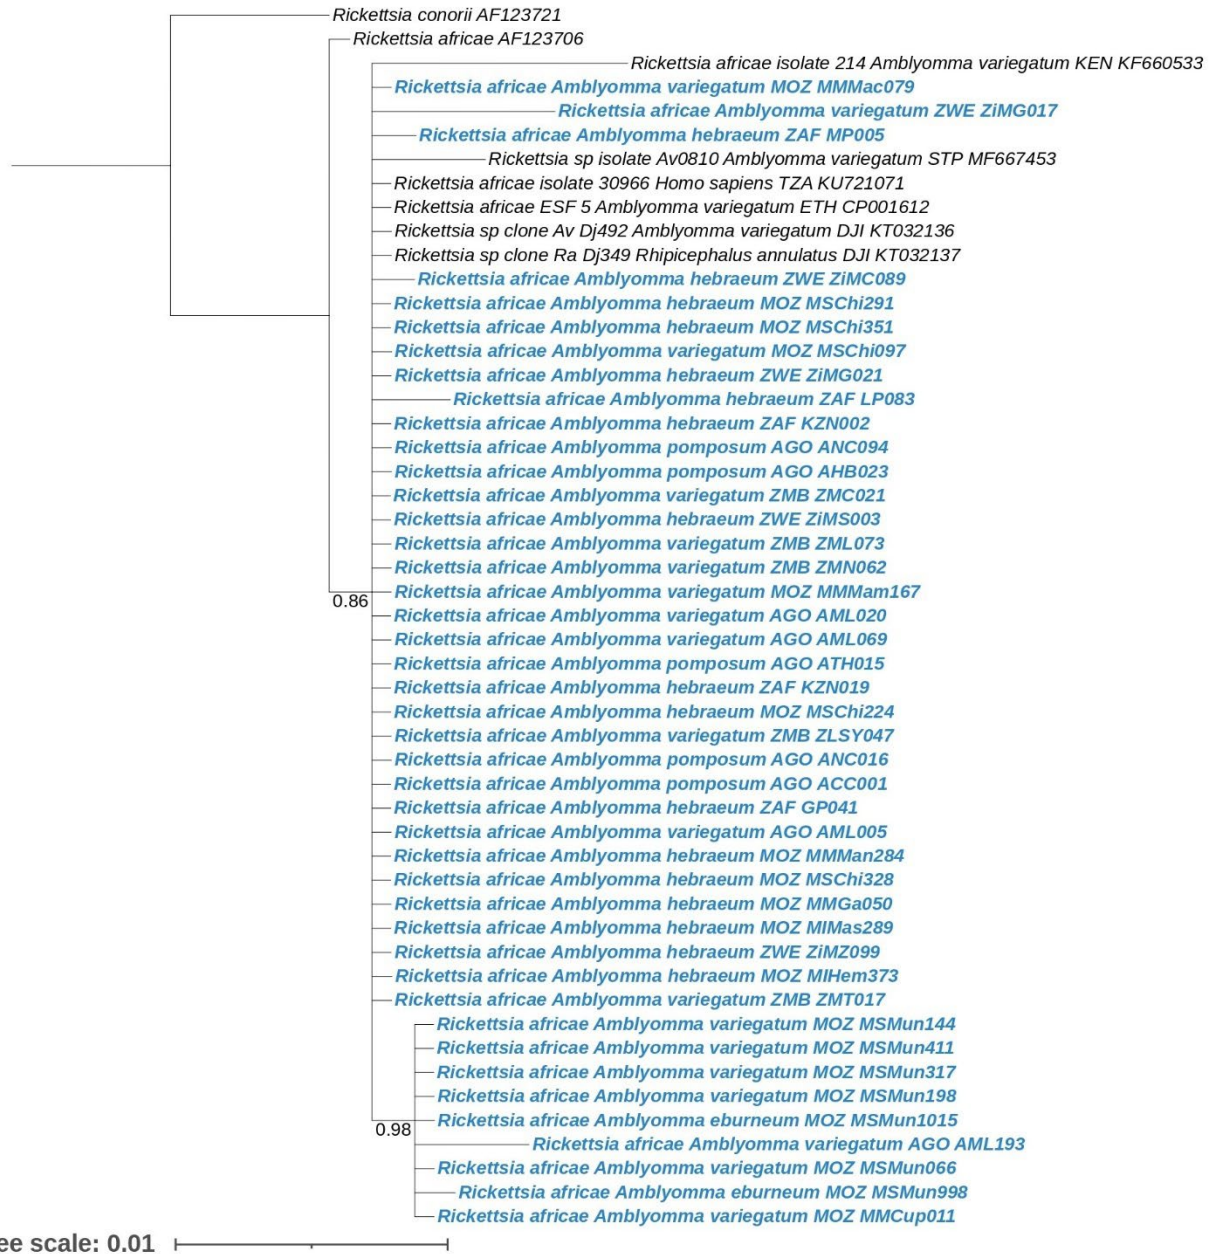 Rickettsia conorii AF123721
Rickettsia africae AF123706
Rickettsia africae isolate 214 Amblyomma variegatum KEN KF660533
Rickettsia africae Amblyomma variegatum MOZ MMMac079
Rickettsia africae Amblyomma variegatum ZWE ZiMG017
Rickettsia africae Amblyomma hebraeum ZAF MP005
Rickettsia sp isolate Av0810 Amblyomma variegatum STP MF667453
Rickettsia africae isolate 30966 Homo sapiens TZA KU721071
Rickettsia africae ESF 5 Amblyomma variegatum ETH CP001612
Rickettsia sp clone Av Dj492 Amblyomma variegatum DJI KT032136
Rickettsia sp clone Ra Dj349 Rhipicephalus annulatus DJI KT032137
Rickettsia africae Amblyomma hebraeum ZWE ZiMC089
Rickettsia africae Amblyomma hebraeum MOZ MSChi291
Rickettsia africae Amblyomma hebraeum MOZ MSChi351
Rickettsia africae Amblyomma variegatum MOZ MSChi097
Rickettsia africae Amblyomma hebraeum ZWE ZiMG021
Rickettsia africae Amblyomma hebraeum ZAF LP083
Rickettsia africae Amblyomma hebraeum ZAF KZN002
Rickettsia africae Amblyomma pomposum AGO ANC094
Rickettsia africae Amblyomma pomposum AGO AHB023
Rickettsia africae Amblyomma variegatum ZMB ZMC021
Rickettsia africae Amblyomma hebraeum ZWE ZiMS003
Rickettsia africae Amblyomma variegatum ZMB ZML073
Rickettsia africae Amblyomma variegatum ZMB ZMN062
Rickettsia africae Amblyomma variegatum MOZ MMMam167
0.86
Rickettsia africae Amblyomma variegatum AGO AML020
Rickettsia africae Amblyomma variegatum AGO AML069
Rickettsia africae Amblyomma pomposum AGO ATH015
Rickettsia africae Amblyomma hebraeum ZAF KZN019
Rickettsia africae Amblyomma hebraeum MOZ MSChi224
Rickettsia africae Amblyomma variegatum ZMB ZLSY047
Rickettsia africae Amblyomma pomposum AGO ANC016
Rickettsia africae Amblyomma pomposum AGO ACC001
Rickettsia africae Amblyomma hebraeum ZAF GP041
Rickettsia africae Amblyomma variegatum AGO AML005
Rickettsia africae Amblyomma hebraeum MOZ MMMan284
Rickettsia africae Amblyomma hebraeum MOZ MSChi328
Rickettsia africae Amblyomma hebraeum MOZ MMGa050
Rickettsia africae Amblyomma hebraeum MOZ MIMas289
Rickettsia africae Amblyomma hebraeum ZWE ZiMZ099
Rickettsia africae Amblyomma hebraeum MOZ MIHem373
Rickettsia africae Amblyomma variegatum ZMB ZMT017
Rickettsia africae Amblyomma variegatum MOZ MSMun144
Rickettsia africae Amblyomma variegatum MOZ MSMun411
Rickettsia africae Amblyomma variegatum MOZ MSMun317
Rickettsia africae Amblyomma variegatum MOZ MSMun198
Rickettsia africae Amblyomma eburneum MOZ MSMun1015
0.98
Rickettsia africae Amblyomma variegatum AGO AML193
Rickettsia africae Amblyomma variegatum MOZ MSMun066
Rickettsia africae Amblyomma eburneum MOZ MSMun998
Rickettsia africae Amblyomma variegatum MOZ MMCup011
ee scale: 0.01